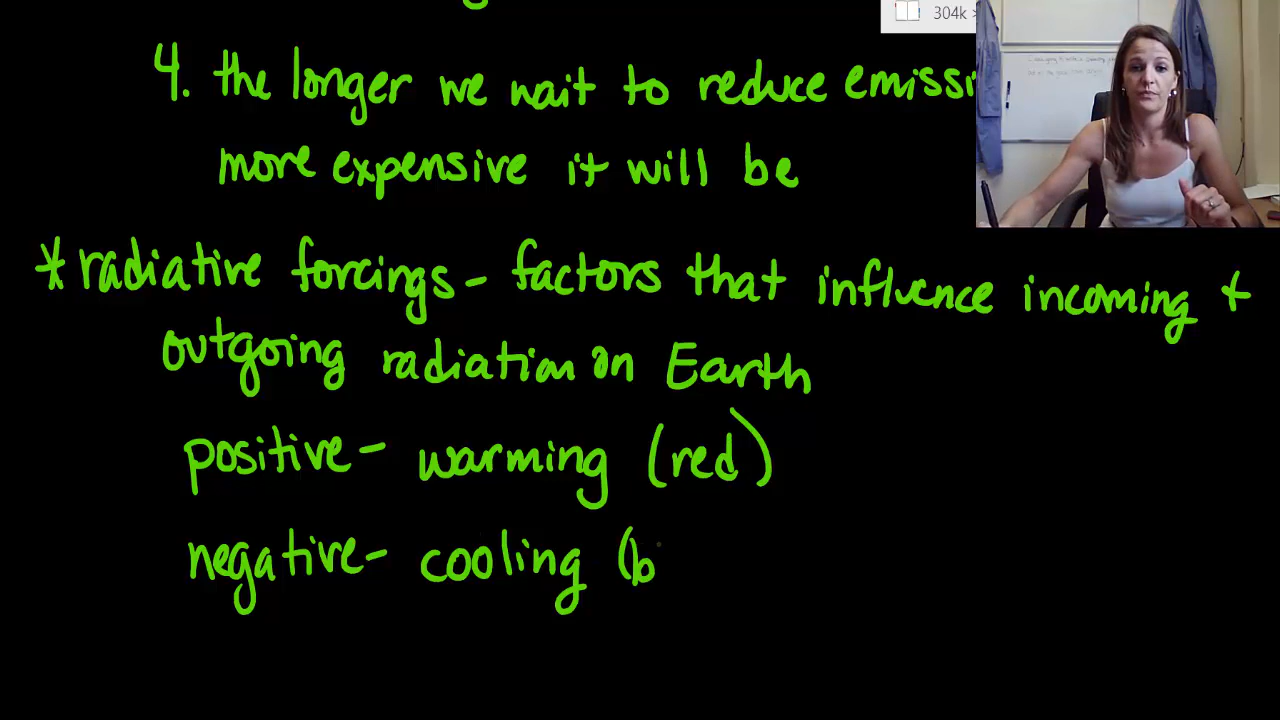 304k >
4. the longer we wait to reduce emissi
more expensive it will be
* radiative forcings - factors that influence incoming +
outgoing radiation on Earth
positive - warming (red)
negative - cooling (b